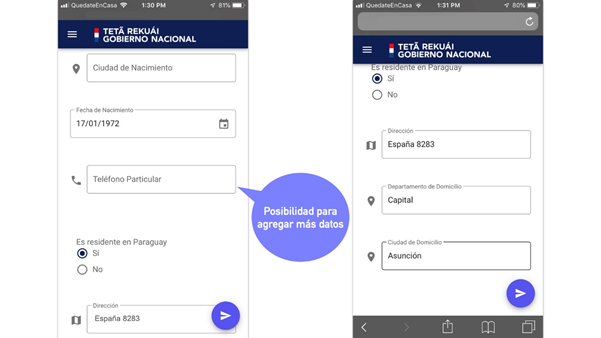 QuedateEnCasa
1:30 PM
81%
TETÃ REKUÁI
GOBIERNO NACIONAL
Ciudad de Nacimiento
Fecha de Nacimiento
17/01/1972
Teléfono Particular
Posibilidad para
agregar más datos
Es residente en Paraguay
Sí
No
Dirección
España 8283
QuedateEnCasa
1:31 PM
80%
TETÃ REKUÁI
GOBIERNO NACIONAL
Es residente en Paraguay
Sí
No
Dirección
España 8283
Departamento de Domicilio
Capital
Ciudad de Domicilio
Asunción